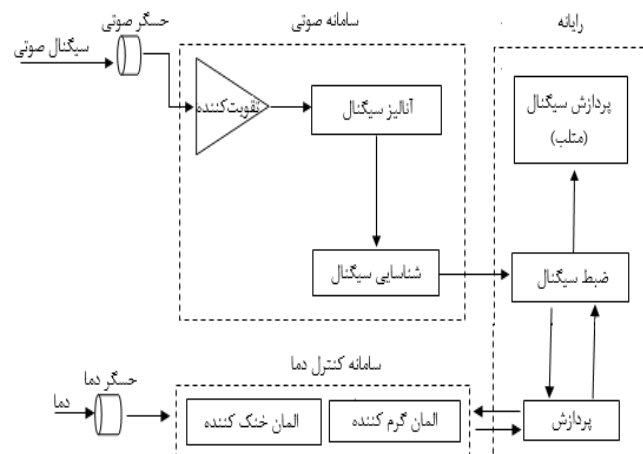 حسگر صوتی
سامانه صوتی
رایانه
سیگنال صوتی
تقویت‌کننده
آنالیز سیگنال
پردازش سیگنال
(متلب)
شناسایی سیگنال
ضبط سیگنال
حسگر دما
سامانه کنترل دما
دما
المان گرم کننده
المان خنک کننده
پردازش